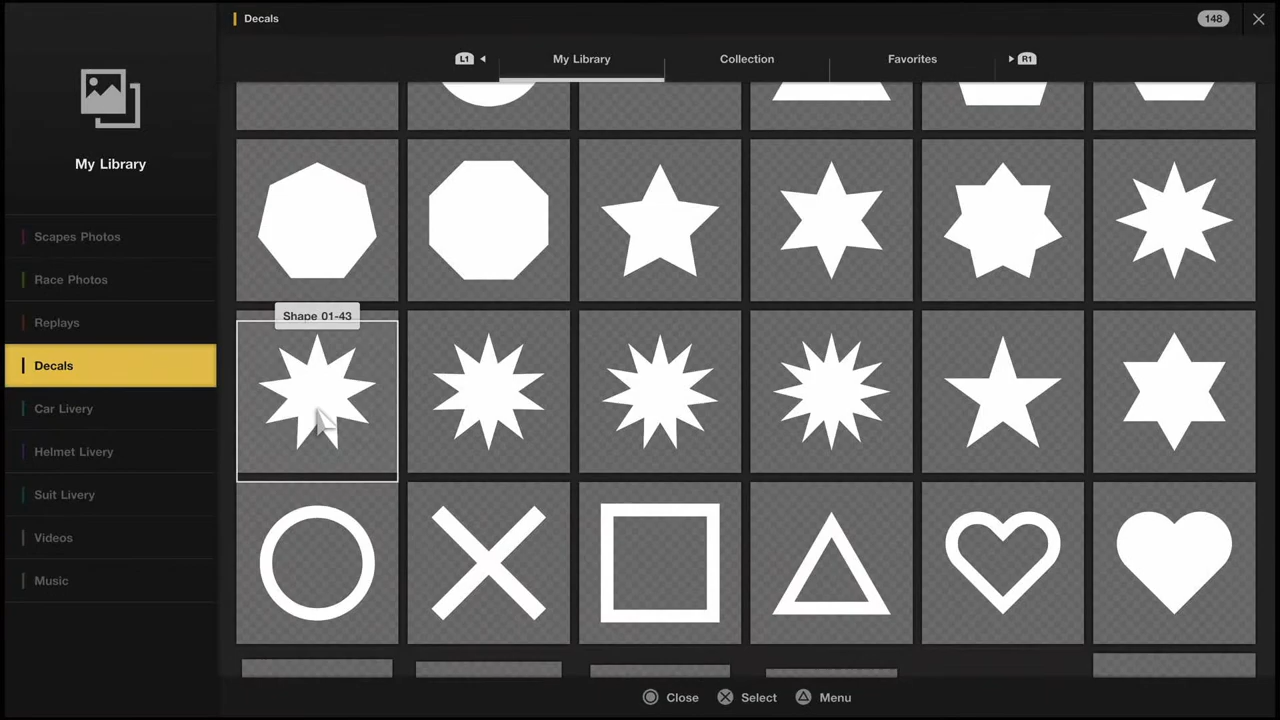 Decals
148
L1
My Library
Collection
Favorites
R1
My Library
Scapes Photos
Race Photos
Replays
Decals
Car Livery
Helmet Livery
Suit Livery
Videos
Music
Shape 01-43
Close
Select
Menu